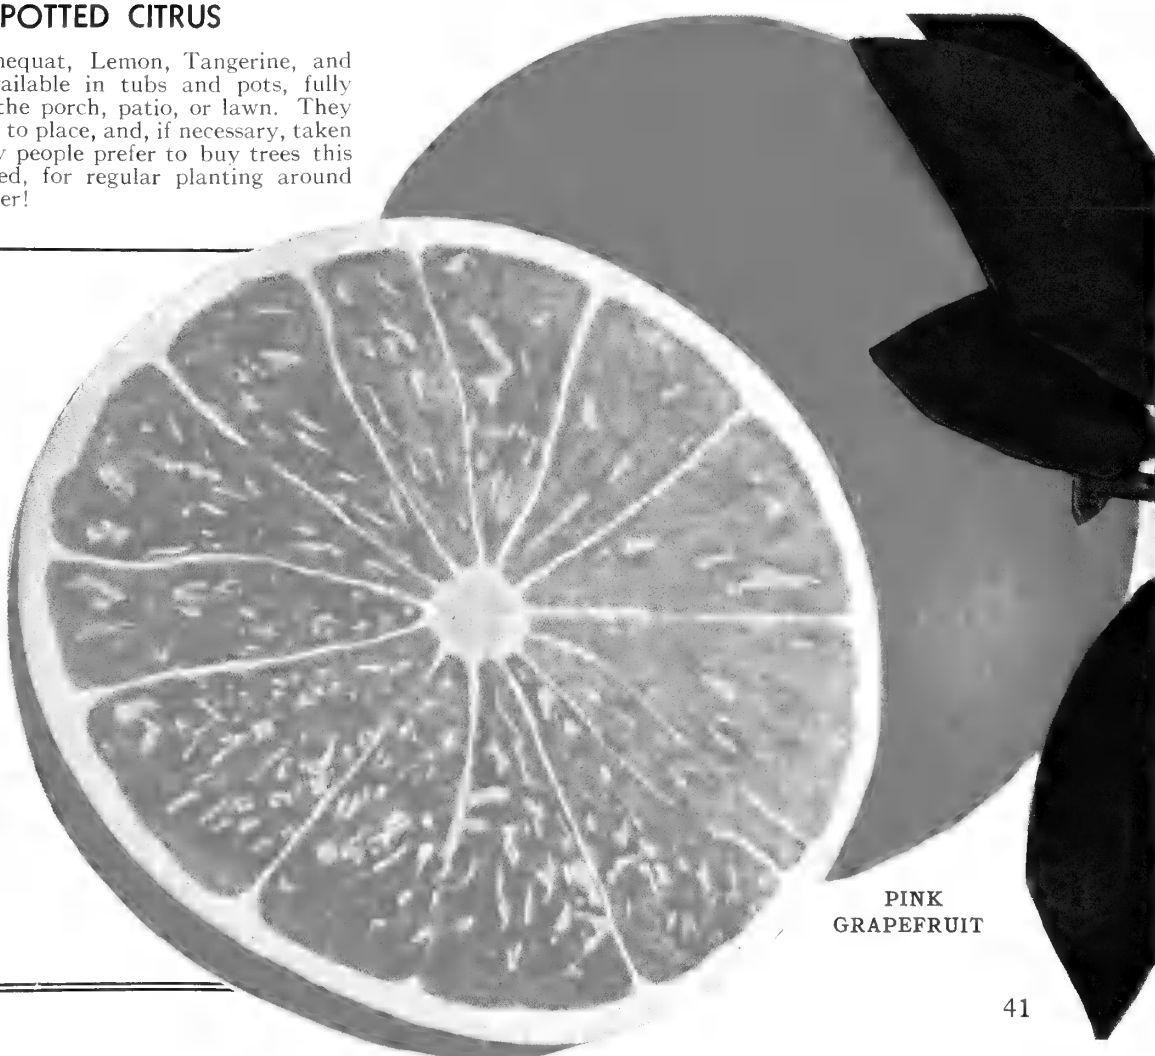 POTTED CITRUS
nequat, Lemon, Tangerine, and
ailable in tubs and pots, fully
the porch, patio, or lawn. They
to place, and, if necessary, taken
y people prefer to buy trees this
ed, for regular planting around
er!
PINK
GRAPEFRUIT
41